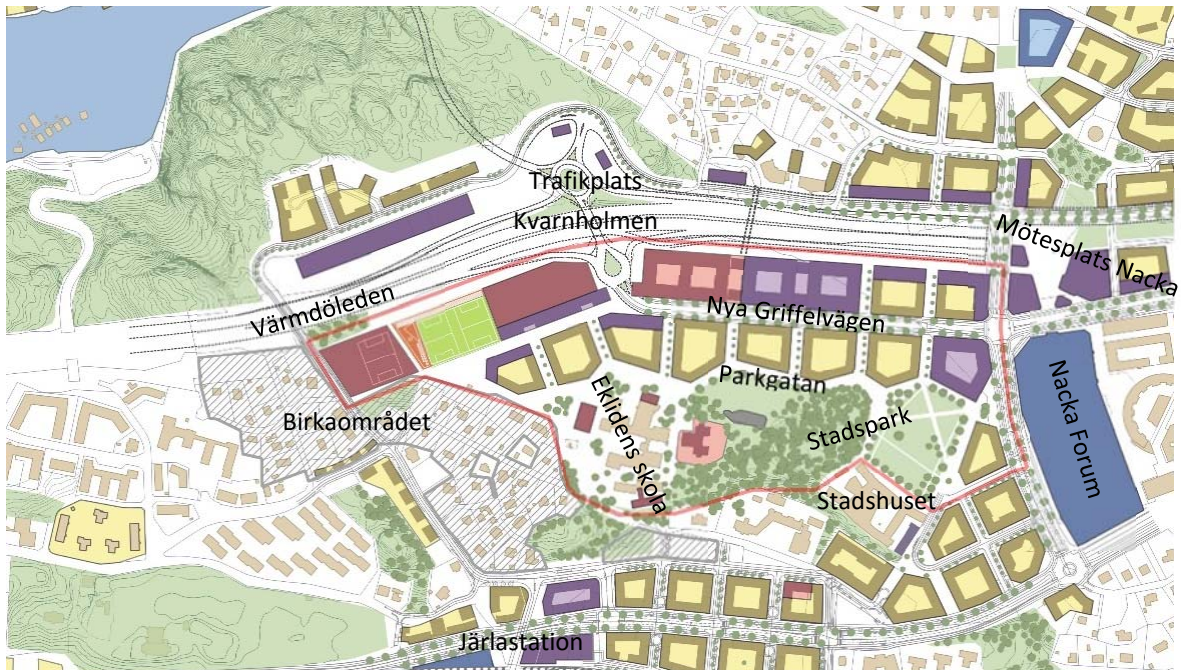 Trafikplats
Kvarnholmen
Mötesplats Nacka
Värmdöleden
Nya Griffelvägen
Parkgatan
Birkaområdet
Eklidens skola
Stadspark
Nacka Forum
Stadshuset
Järlastation